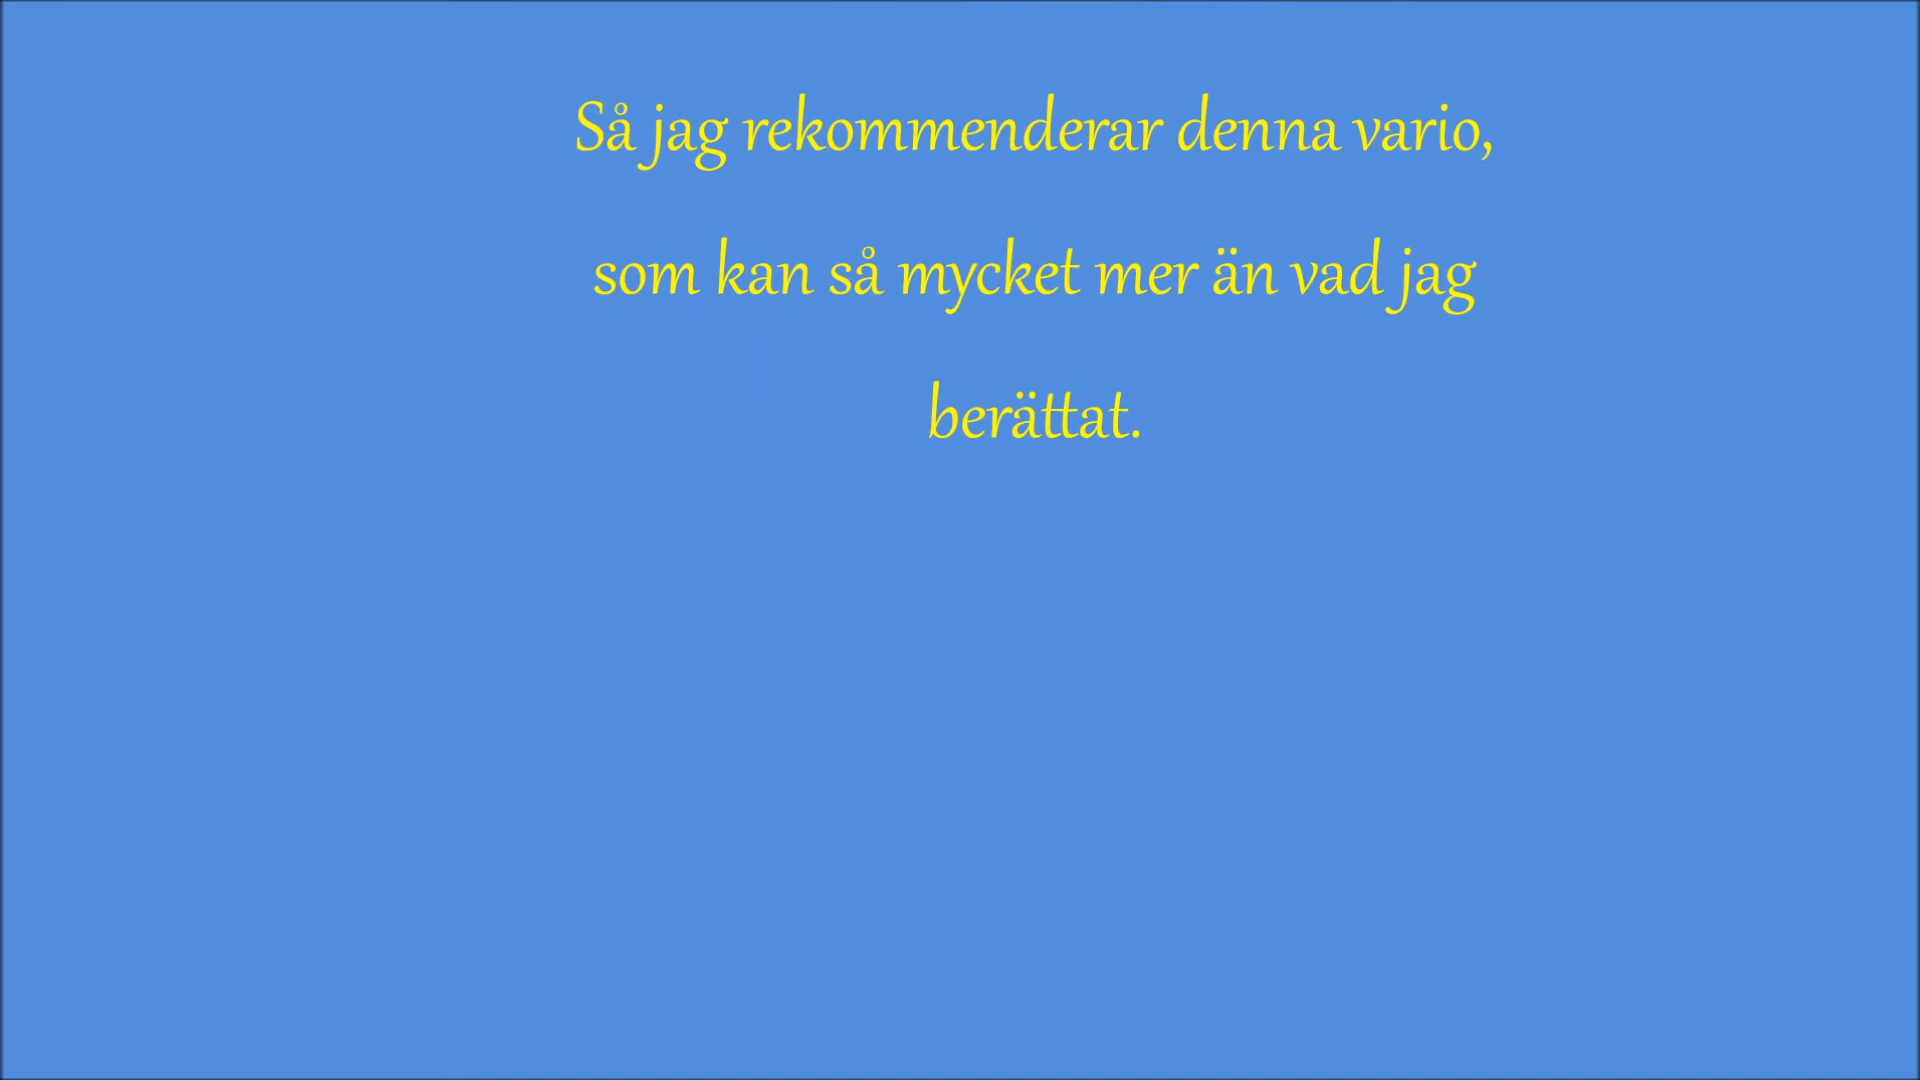 Så jag rekommenderar denna vario,
som kan så mycket mer än vad jag
berättat.